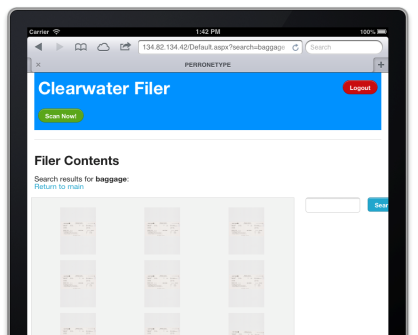 Carrier 1:42 PM 100%
134.82.134.42/Default.aspx?search=baggage Search
PERRONETYPE
Clearwater Filer Logout
Scan Now!
Filer Contents
Search results for baggage:
Return to main
Sear